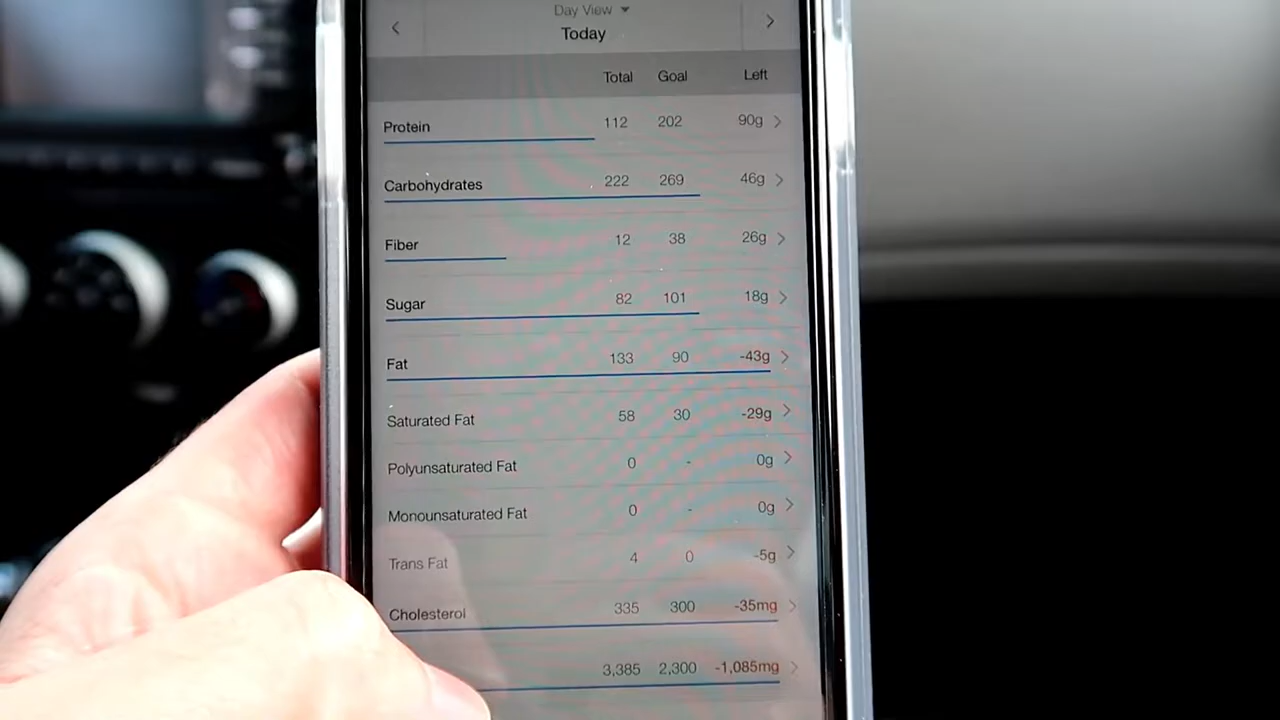 Day View
Today
Total Goal Left
Protein 112 202 90g
Carbohydrates 222 269 46g
Fiber 12 38 26g
Sugar 82 101 18g
Fat 133 90 -43g
Saturated Fat 58 30 -29g
Polyunsaturated Fat 0 - 0g
Monounsaturated Fat 0 - 0g
Trans Fat 4 0 -5g
Cholesterol 335 300 -35mg
3,385 2,300 -1,085mg